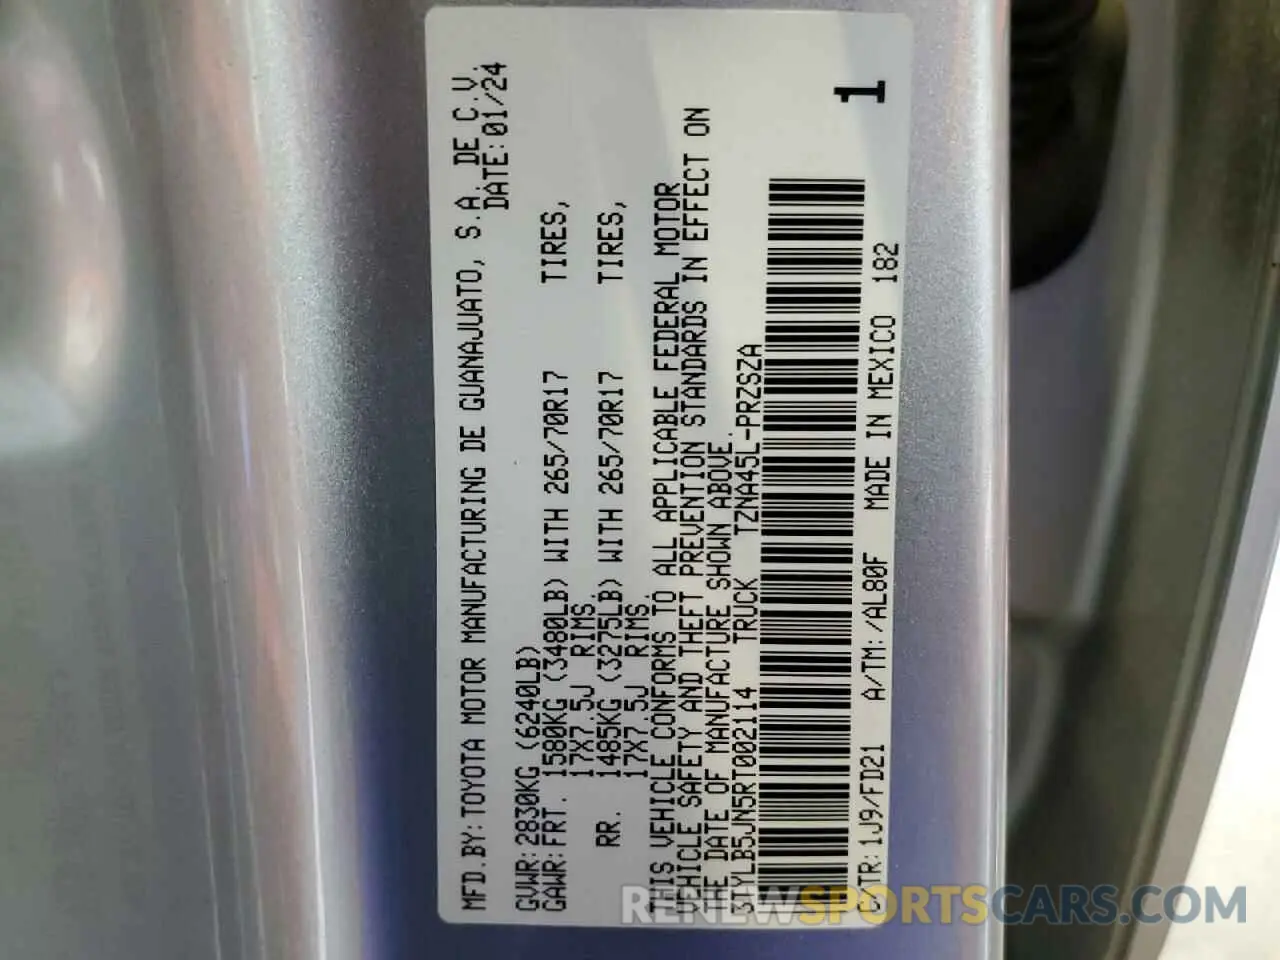 MFD.BY:TOYOTA MOTOR MANUFACTURING DE GUANAJUATO, S.A.DE C.V.
DATE:01/24
GVWR:2830KG (6240LB)
GAWR:FRT. 1580KG (3480LB) WITH 265/70R17 TIRES,
17X7.5J RIMS.
RR. 1485KG (3275LB) WITH 265/70R17 TIRES,
17X7.5J RIMS.
THIS VEHICLE CONFORMS TO ALL APPLICABLE FEDERAL MOTOR
VEHICLE SAFETY AND THEFT PREVENTION STANDARDS IN EFFECT ON
THE DATE OF MANUFACTURE SHOWN ABOVE.
3TYLB5JN5RT002114 TRUCK TZNA45L-PRZSZA
1
C/TR:1J9/FD21 A/TM:/AL80F MADE IN MEXICO 182
RENEWSPORTSCARS.COM